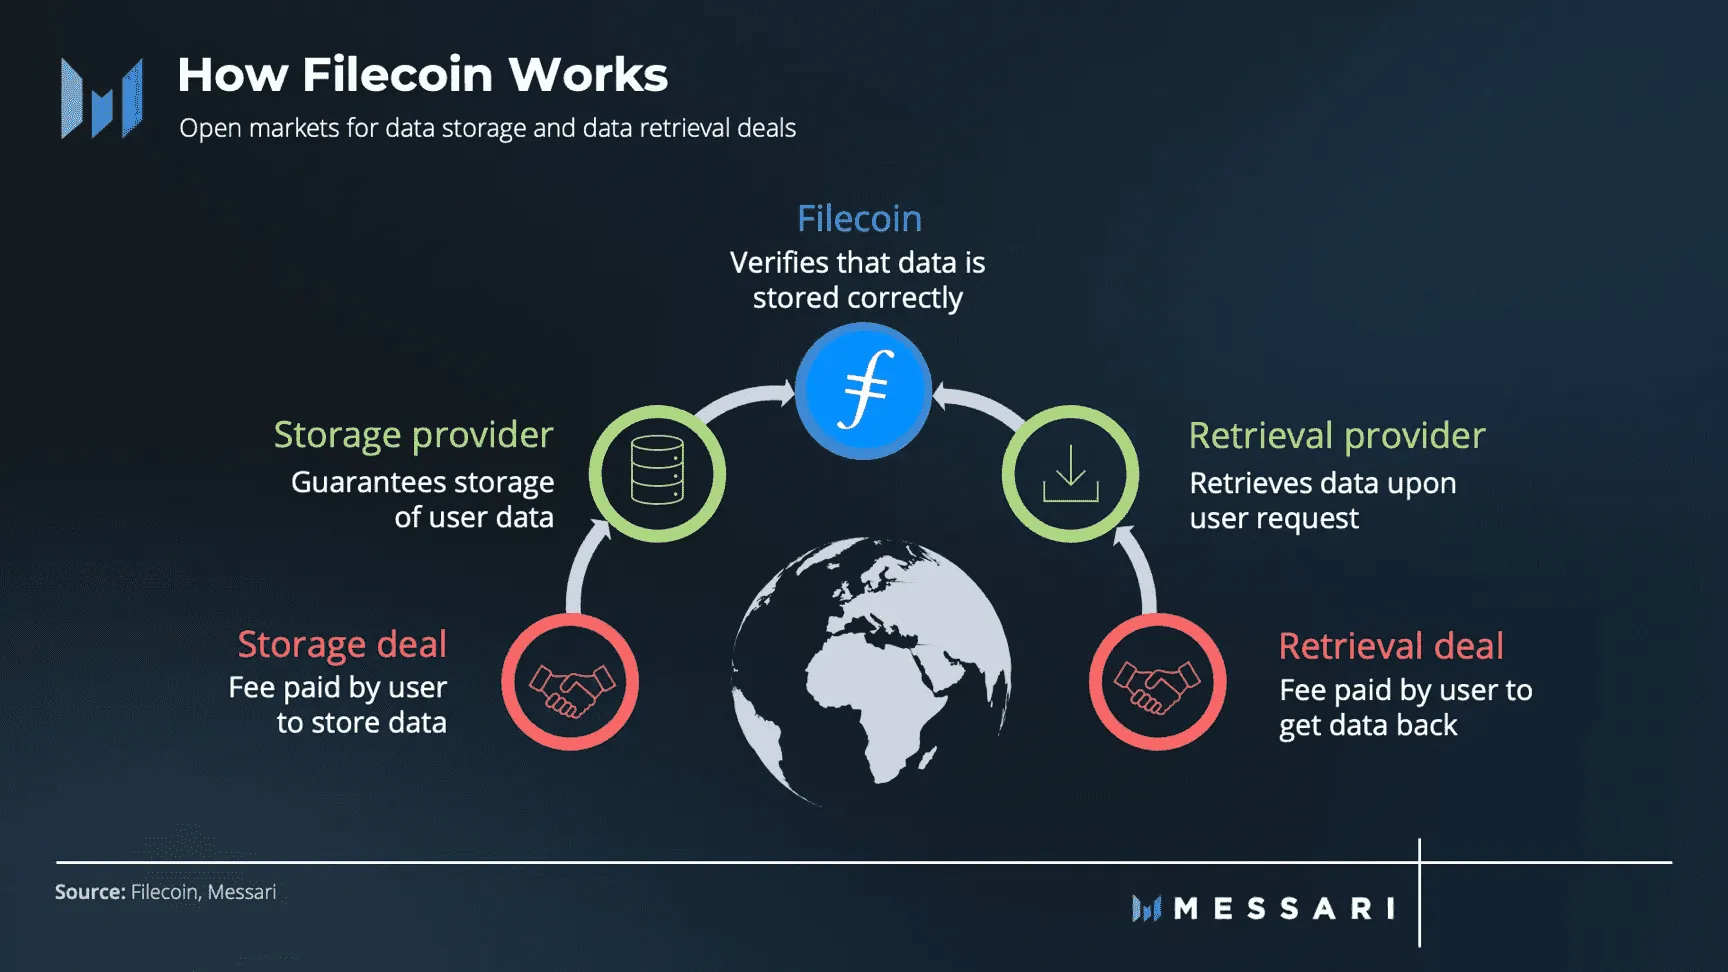 How Filecoin Works
Open markets for data storage and data retrieval deals
Filecoin
Verifies that data is
stored correctly
Storage provider
Guarantees storage
of user data
Retrieval provider
Retrieves data upon
user request
Storage deal
Fee paid by user
to store data
Retrieval deal
Fee paid by user to
get data back
Source: Filecoin, Messari
MESSARI